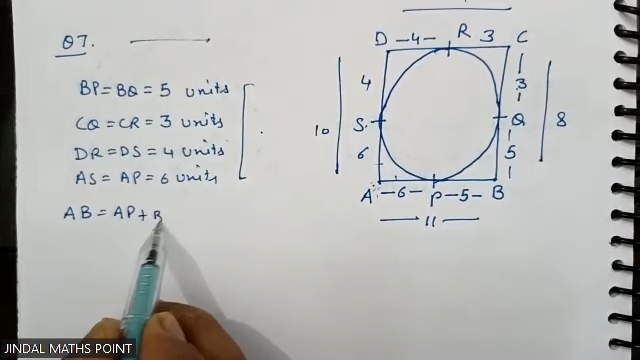 Q7.
BP=BQ = 5 units
CQ = CR = 3 units
DR = DS = 4 units
AS = AP = 6 units
AB = AP +
D -4- R 3 C
4 3
10 S Q 8
6 5
A -6- P -5- B
11
JINDAL MATHS POINT